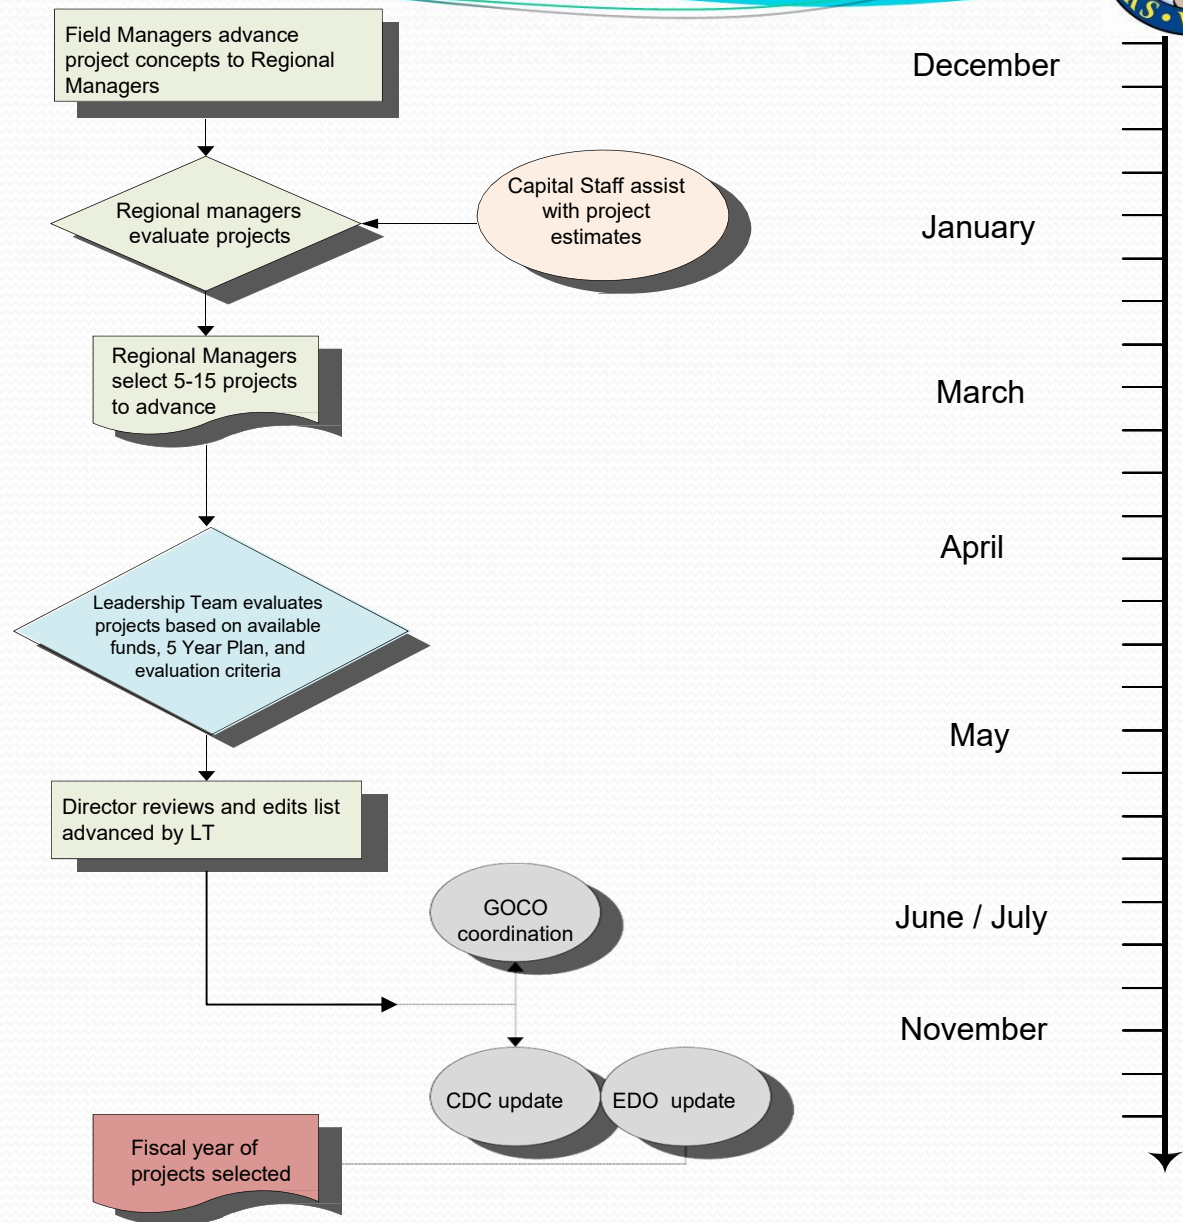 Field Managers advance
project concepts to Regional
Managers
December
Regional managers
evaluate projects
Capital Staff assist
with project
estimates
January
Regional Managers
select 5-15 projects
to advance
March
April
Leadership Team evaluates
projects based on available
funds, 5 Year Plan, and
evaluation criteria
May
Director reviews and edits list
advanced by LT
GOCO
coordination
June / July
November
CDC update
EDO update
Fiscal year of
projects selected